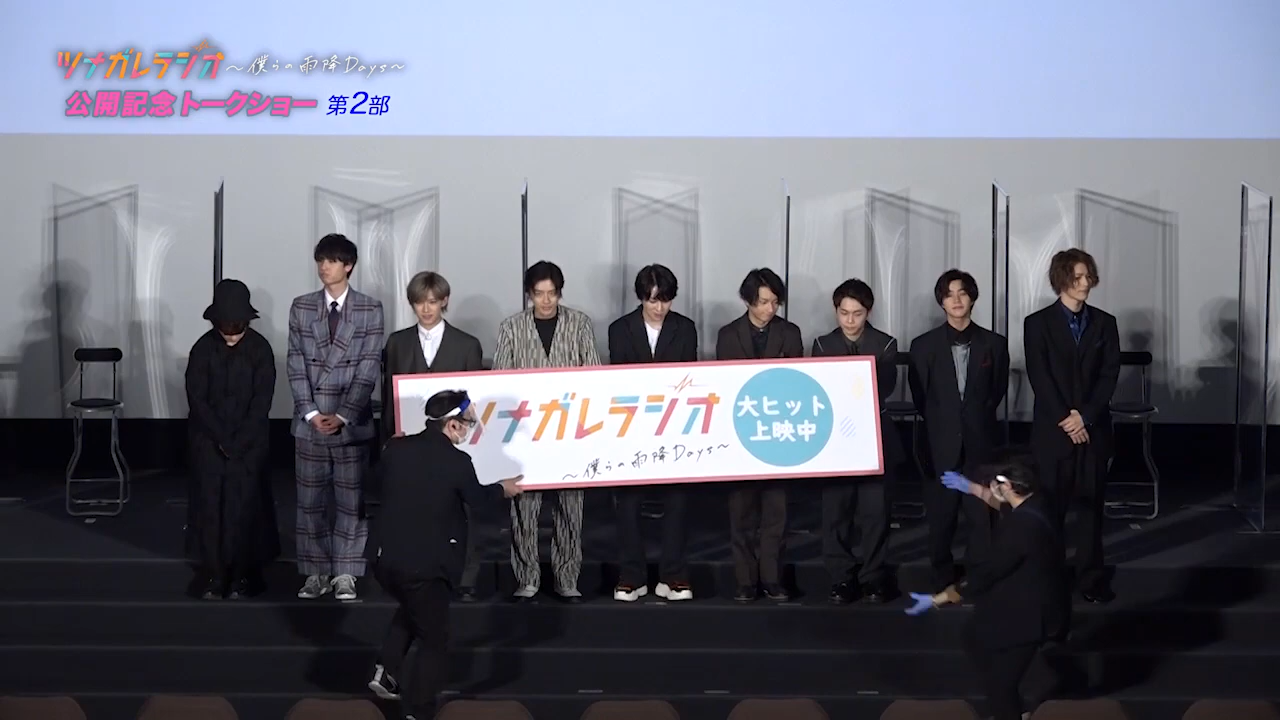 ツナガレラジオ ～僕らの雨降Days～
公開記念トークショー 第2部
ツナガレラジオ
～僕らの雨降Days～
大ヒット
上映中